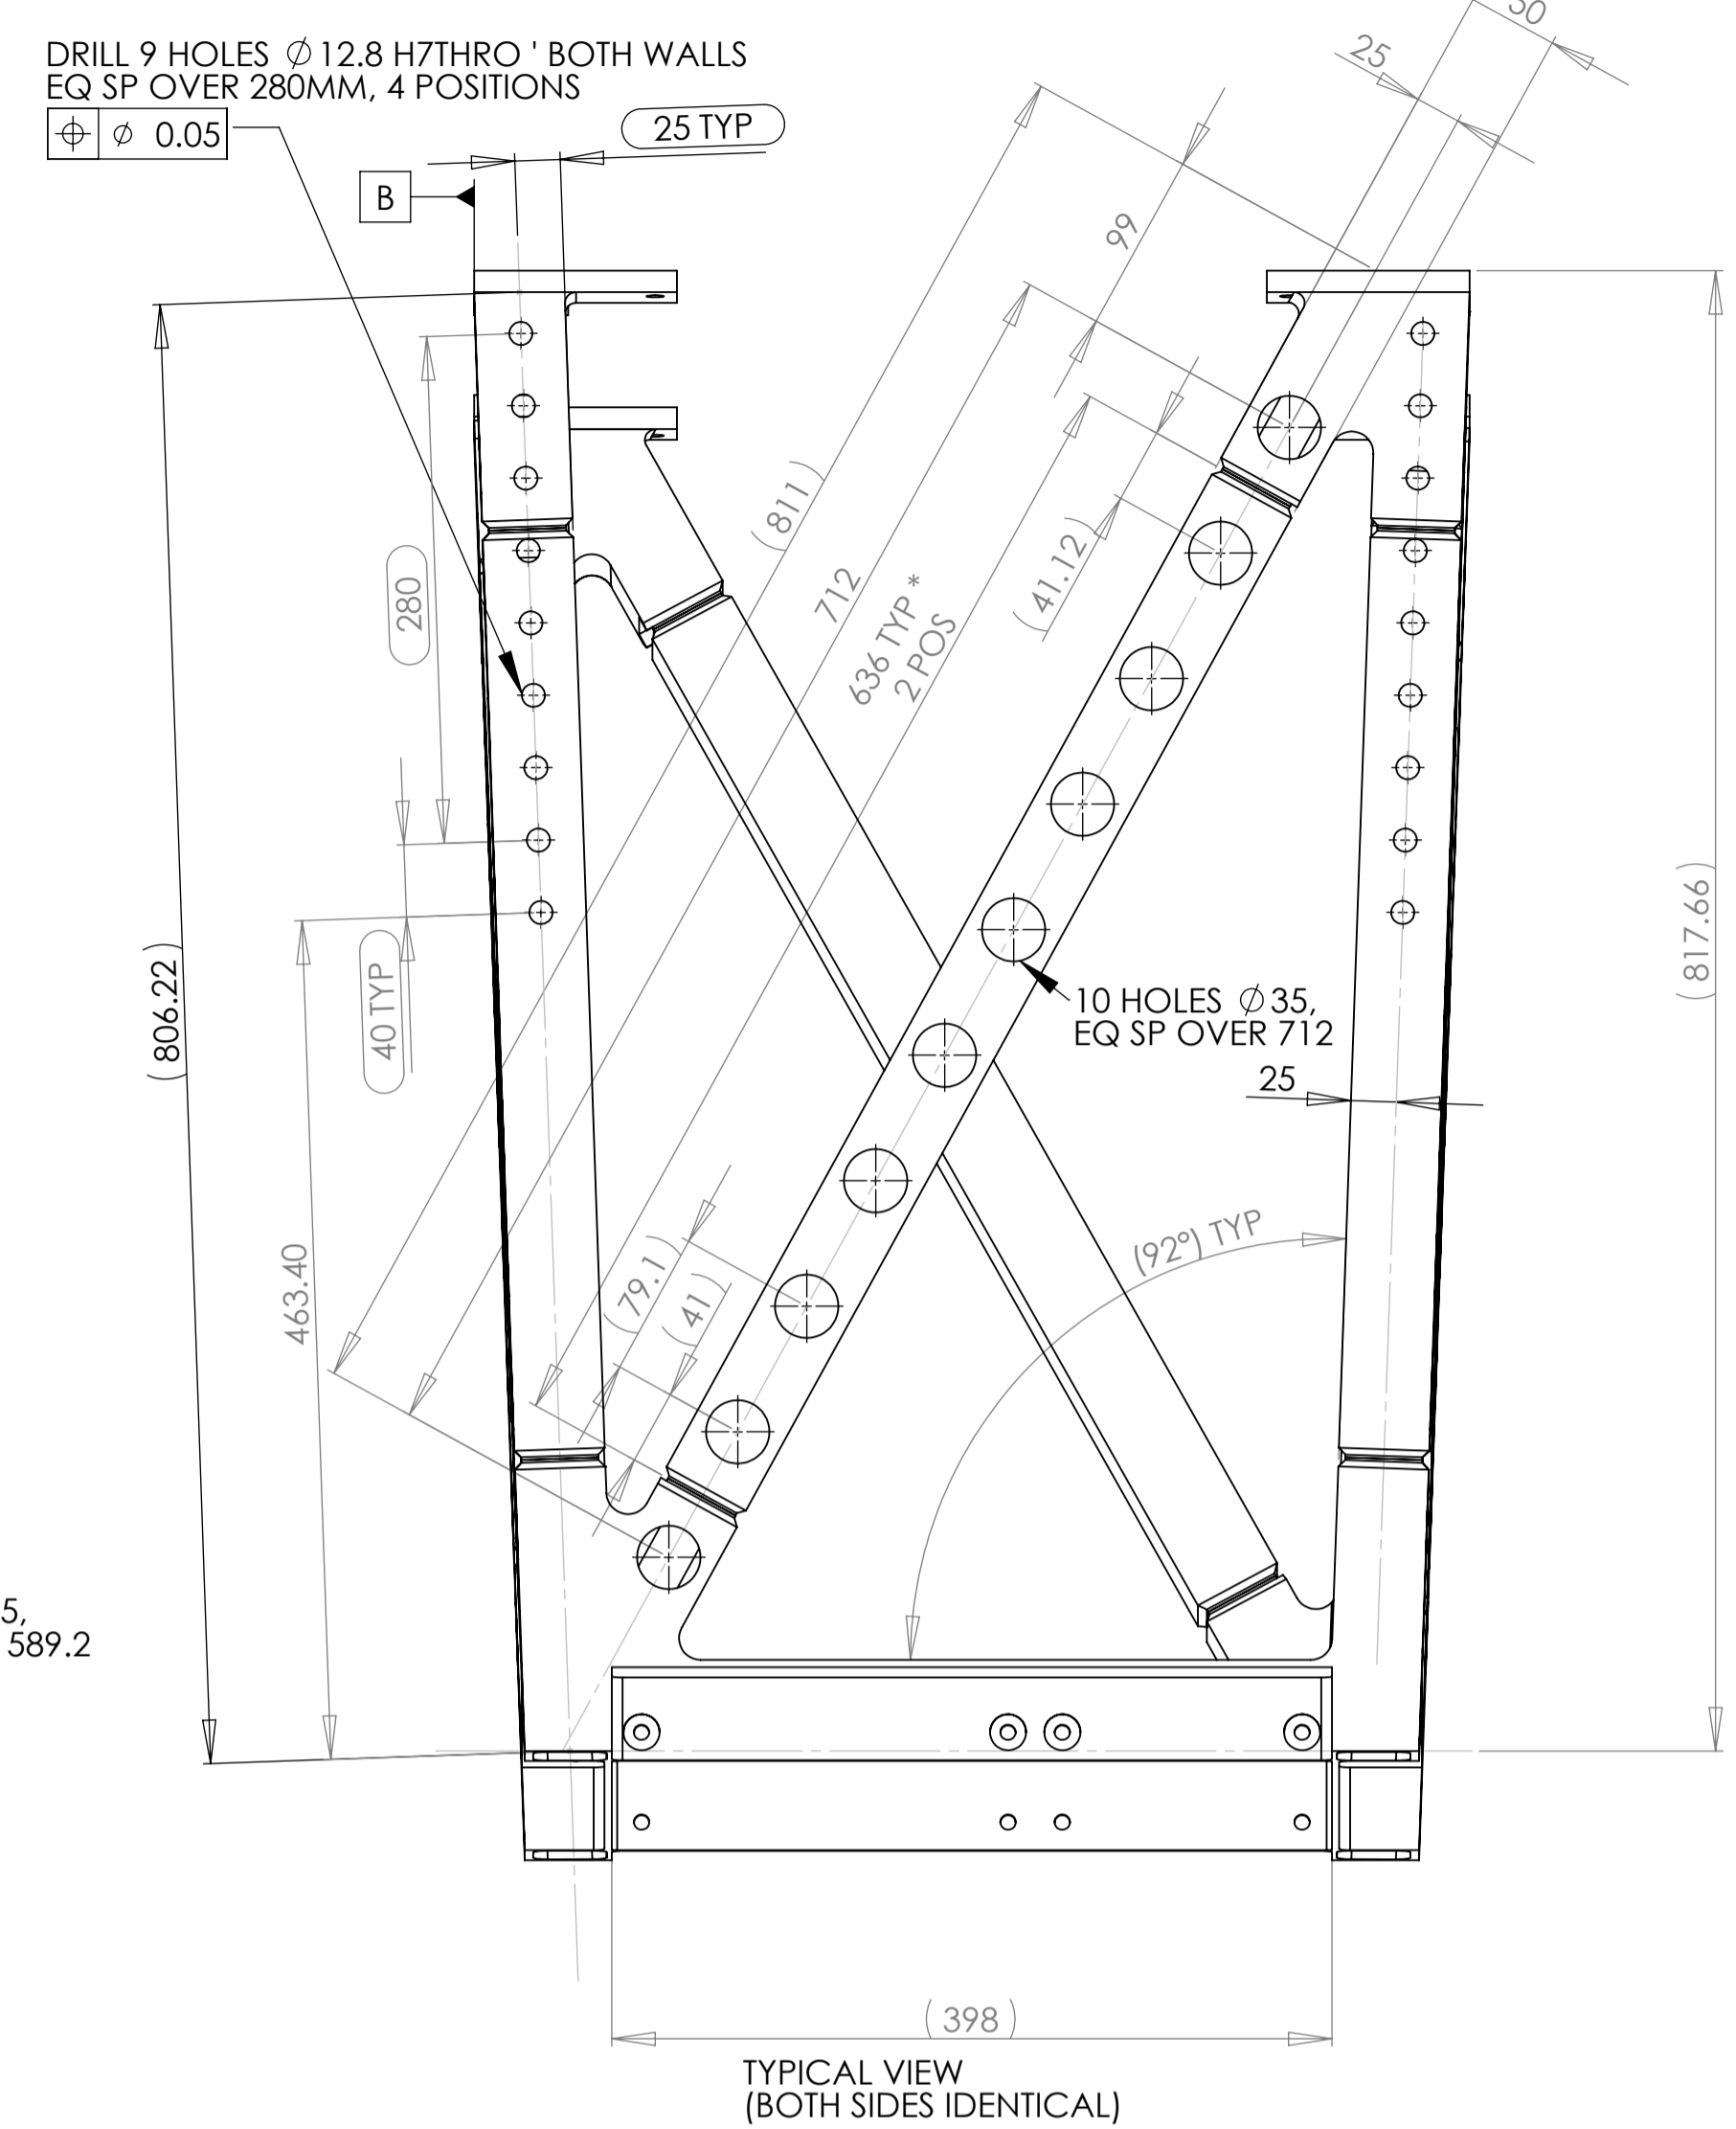 DRILL 9 HOLES ∅12.8 H7THRO ' BOTH WALLS
EQ SP OVER 280MM, 4 POSITIONS
⌖ ∅ 0.05
25 TYP
B
25
50
99
(811)
712
636 TYP *
2 POS
(41.12)
280
40 TYP
(806.22)
463.40
10 HOLES ∅35,
EQ SP OVER 712
25
(817.66)
(92°) TYP
(79.1)
(41)
5,
589.2
(398)
TYPICAL VIEW
(BOTH SIDES IDENTICAL)